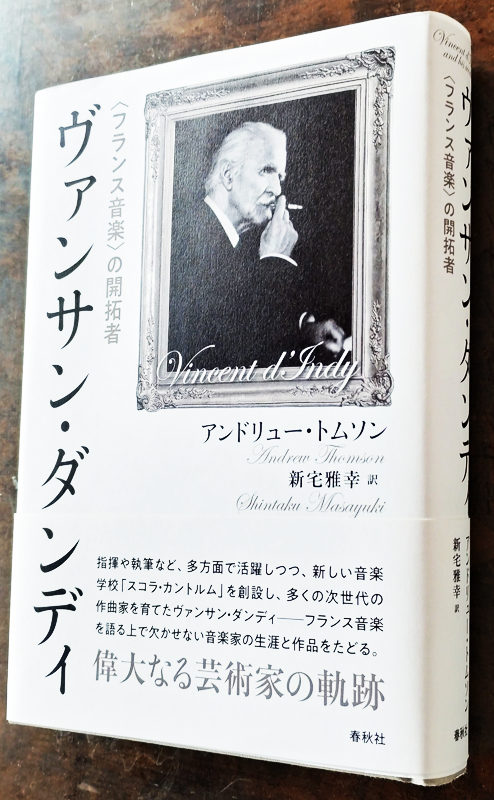 ヴァンサン・ダンディ
〈フランス音楽〉の開拓者
Vincent d'Indy
アンドリュー・トムソン
Andrew Thomson
新宅雅幸 訳
Shintaku Masayuki
指揮や執筆など、多方面で活躍しつつ、新しい音楽
学校「スコラ・カントルム」を創設し、多くの次世代の
作曲家を育てたヴァンサン・ダンディ――フランス音楽
を語る上で欠かせない音楽家の生涯と作品をたどる。
偉大なる芸術家の軌跡
春秋社
Vincent d'
and his
ヴァンサン・ダンディ
〈フランス音楽〉の開拓者
アンドリュー・トムソン
新宅雅幸 訳
春秋社